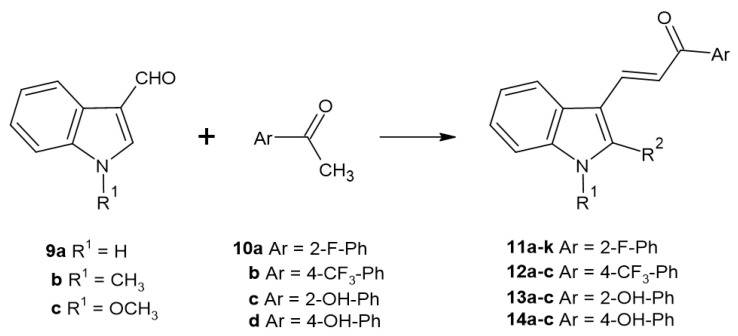 CHO
N
R¹
+
Ar
O
CH₃
O
Ar
R²
N
R¹
9a R¹ = H
b R¹ = CH₃
c R¹ = OCH₃
10a Ar = 2-F-Ph
b Ar = 4-CF₃-Ph
c Ar = 2-OH-Ph
d Ar = 4-OH-Ph
11a-k Ar = 2-F-Ph
12a-c Ar = 4-CF₃-Ph
13a-c Ar = 2-OH-Ph
14a-c Ar = 4-OH-Ph